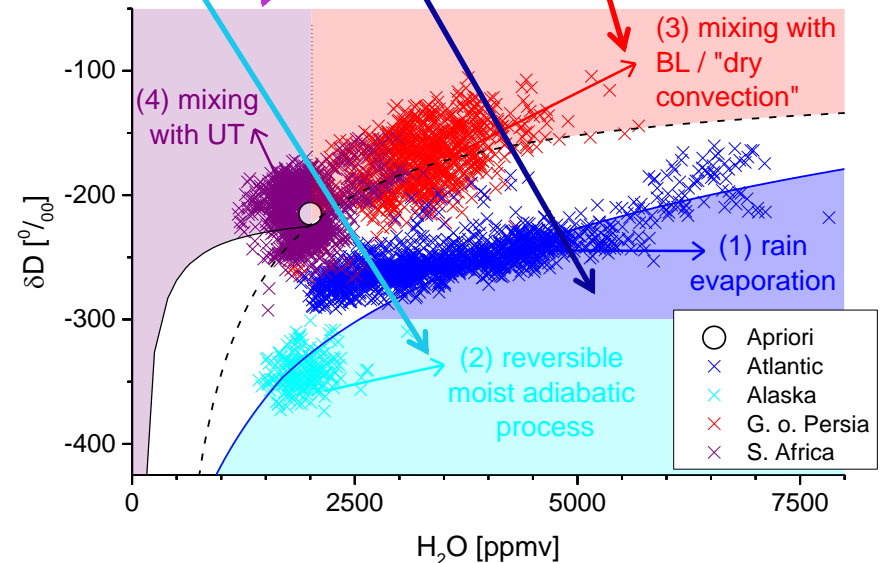 (3) mixing with
BL / "dry
convection"
(4) mixing
with UT
(1) rain
evaporation
(2) reversible
moist adiabatic
process
Apriori
Atlantic
Alaska
G. o. Persia
S. Africa
-100
-200
-300
-400
δD [⁰/₀₀]
0
2500
5000
7500
H₂O [ppmv]